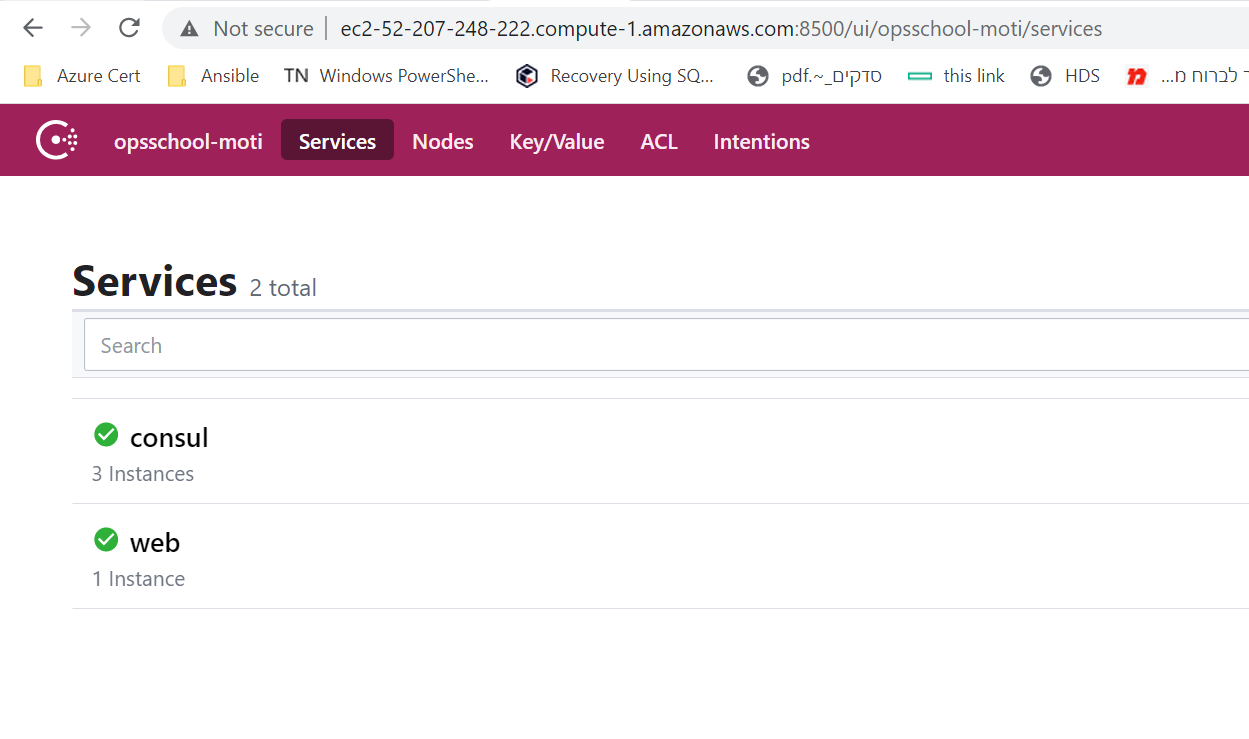 Not secure ec2-52-207-248-222.compute-1.amazonaws.com:8500/ui/opsschool-moti/services
Azure Cert Ansible TN Windows PowerShe... Recovery Using SQ... סדקים_~.pdf this link HDS ...ר לברוח מ
opsschool-moti Services Nodes Key/Value ACL Intentions
Services 2 total
Search
consul
3 Instances
web
1 Instance